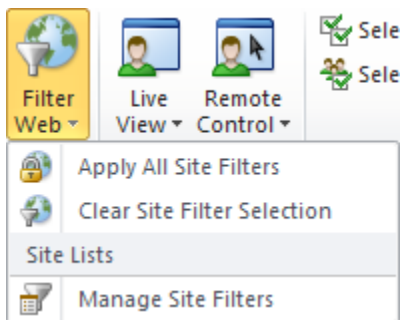 Filter Web
Live View
Remote Control
Sele
Sele
Apply All Site Filters
Clear Site Filter Selection
Site Lists
Manage Site Filters